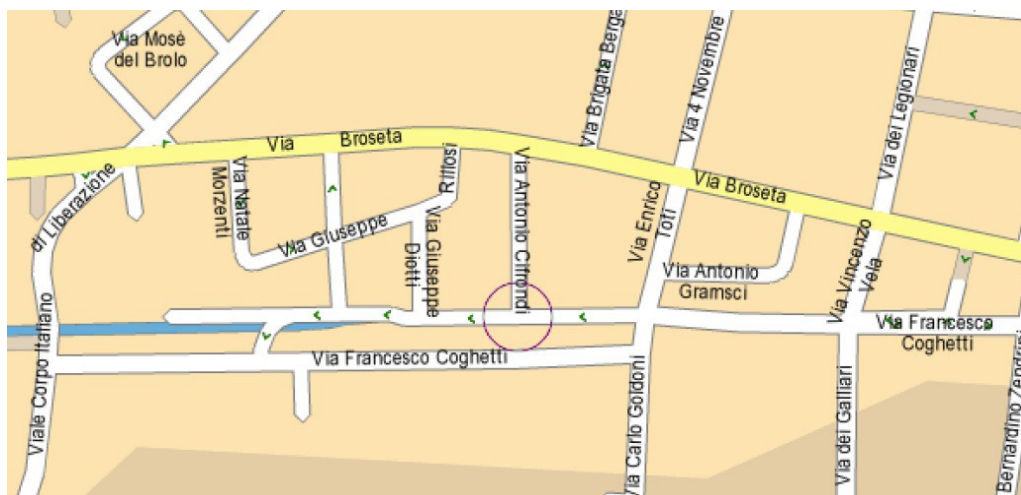 Via Mosè
del Brolo
Via Broseta
Via Brigata Berga
Via 4 Novembre
Via dei Legionari
Via Broseta
di Liberazione
Viale Corpo Italiano
Via Natale
Morzenti
Via Giuseppe
Rillosi
Via Giuseppe
Diotti
Via Antonio Cifrondi
Via Enrico
Toti
Via Antonio
Gramsci
Via Vincenzo
Vela
Via Francesco
Coghetti
Via Francesco Coghetti
Via Carlo Goldoni
Via dei Galliari
Bernardino Zendrini